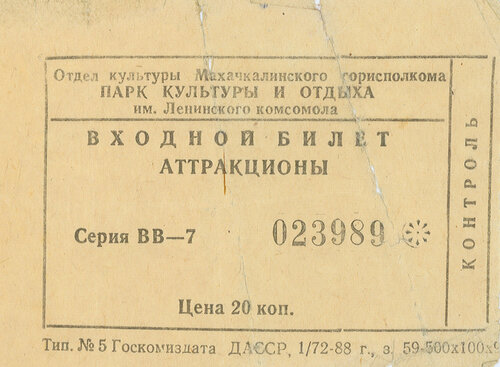 Отдел культуры Махачкалинского горисполкома
ПАРК КУЛЬТУРЫ И ОТДЫХА
им. Ленинского комсомола
ВХОДНОЙ БИЛЕТ
АТТРАКЦИОНЫ
Серия ВВ—7 023989
Цена 20 коп.
КОНТРОЛЬ
Тип. № 5 Госкомиздата ДАССР, 1/72-88 г., з. 59-500х100х